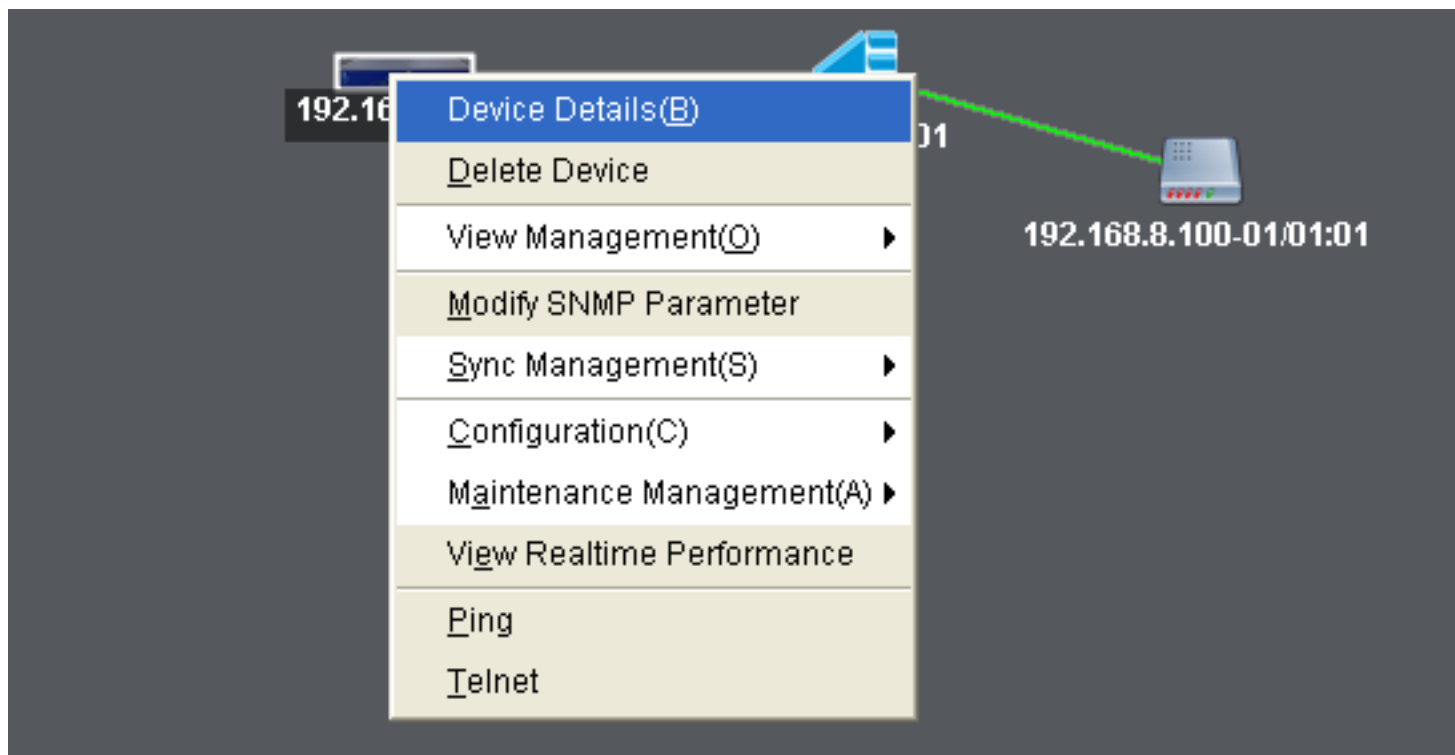 192.16
Device Details(B)
01
Delete Device
View Management(O)
192.168.8.100-01/01:01
Modify SNMP Parameter
Sync Management(S)
Configuration(C)
Maintenance Management(A)
View Realtime Performance
Ping
Telnet